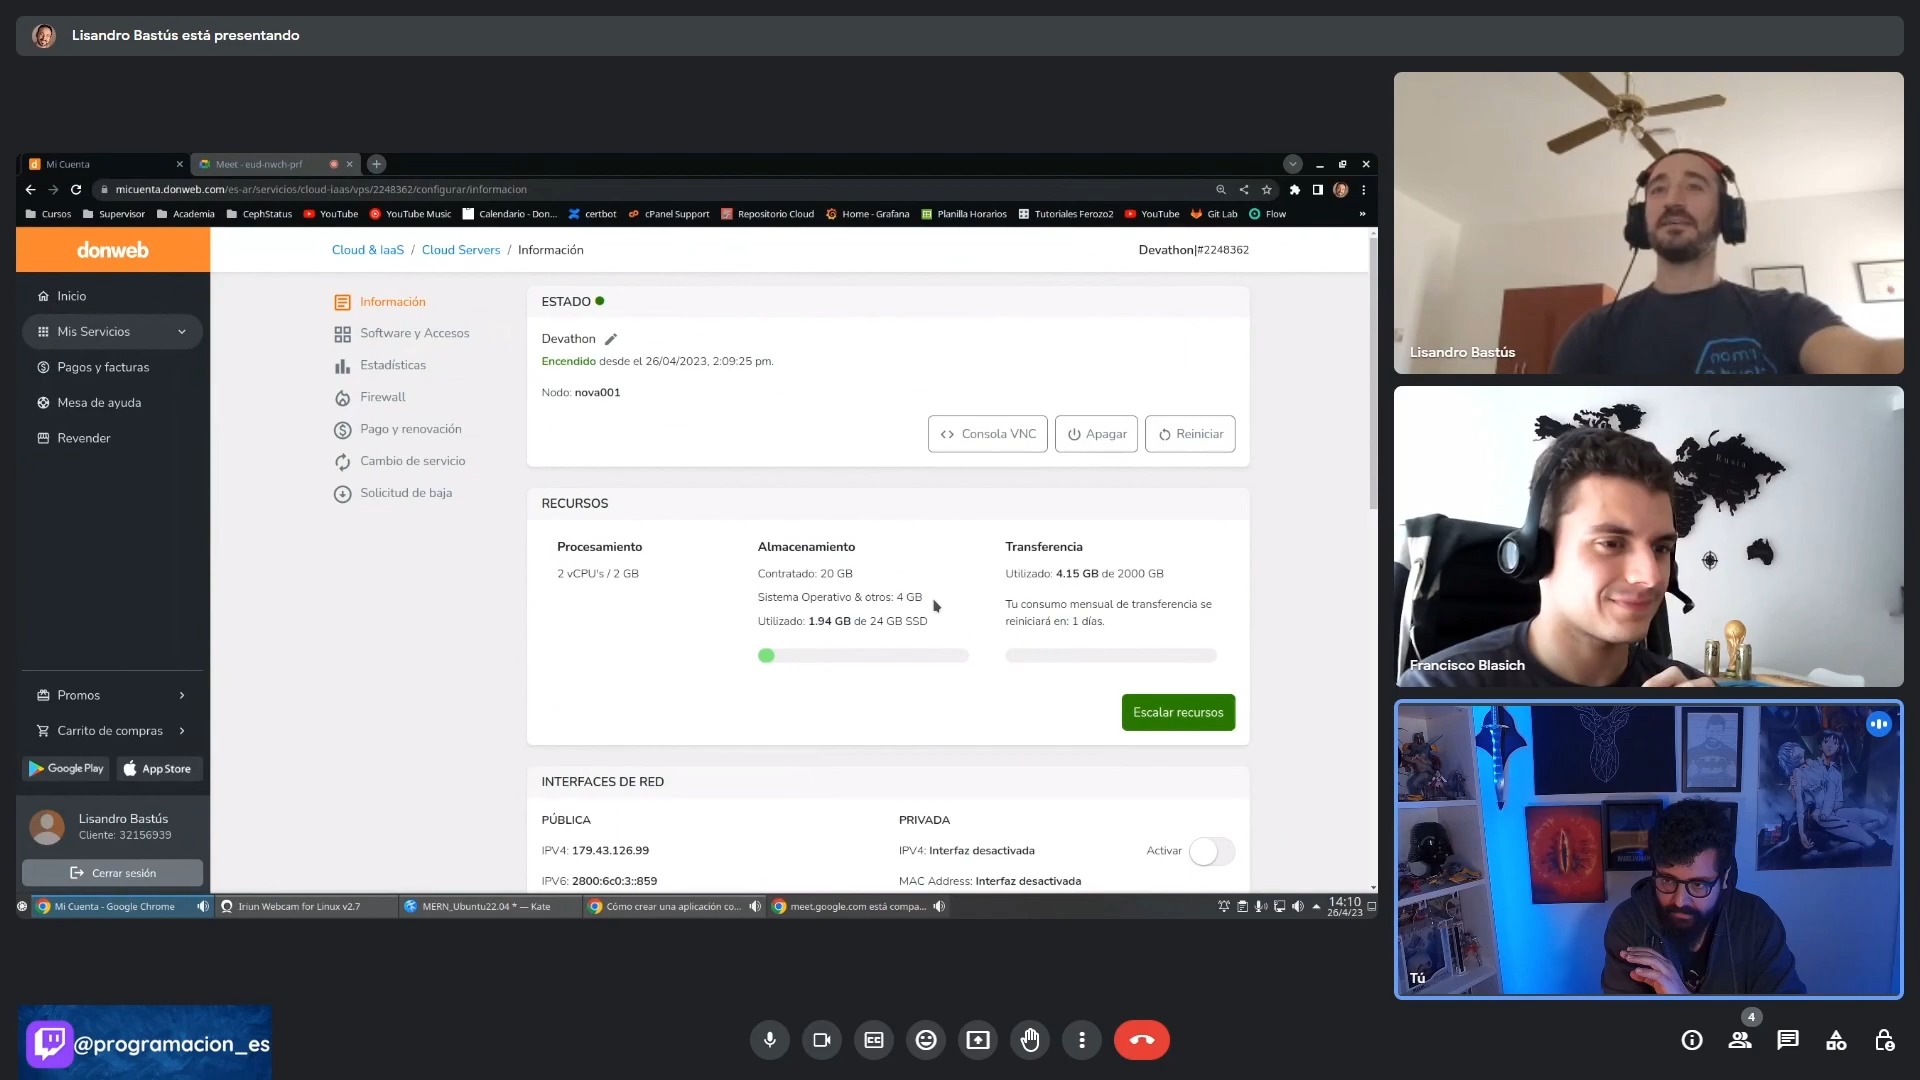 Lisandro Bastús está presentando
Mi Cuenta
Meet - eud-nwch-prf
micuenta.donweb.com/es-ar/servicios/cloud-iaas/vps/2248362/configurar/informacion
Cursos
Supervisor
Academia
CephStatus
YouTube
YouTube Music
Calendario - Don...
certbot
cPanel Support
Repositorio Cloud
Home - Grafana
Planilla Horarios
Tutoriales Ferozo2
YouTube
Git Lab
Flow
»
donweb
Inicio
Mis Servicios
Pagos y facturas
Mesa de ayuda
Revender
Promos
Carrito de compras
Google Play
App Store
Lisandro Bastús
Cliente: 32156939
Cerrar sesión
Cloud & IaaS / Cloud Servers / Información
Devathon|#2248362
Información
Software y Accesos
Estadísticas
Firewall
Pago y renovación
Cambio de servicio
Solicitud de baja
ESTADO
Devathon
Encendido desde el 26/04/2023, 2:09:25 pm.
Nodo: nova001
Consola VNC
Apagar
Reiniciar
RECURSOS
Procesamiento
2 vCPU's / 2 GB
Almacenamiento
Contratado: 20 GB
Sistema Operativo & otros: 4 GB
Utilizado: 1.94 GB de 24 GB SSD
Transferencia
Utilizado: 4.15 GB de 2000 GB
Tu consumo mensual de transferencia se
reiniciará en: 1 días.
Escalar recursos
INTERFACES DE RED
PÚBLICA
IPV4: 179.43.126.99
IPV6: 2800:6c0:3::859
PRIVADA
IPV4: Interfaz desactivada
Activar
MAC Address: Interfaz desactivada
Mi Cuenta - Google Chrome
Iriun Webcam for Linux v2.7
MERN_Ubuntu22.04 * — Kate
Cómo crear una aplicación co...
meet.google.com está compa...
14:10
26/4/23
Lisandro Bastús
Rusia
Francisco Blasich
Tú
@programacion_es
CC
4